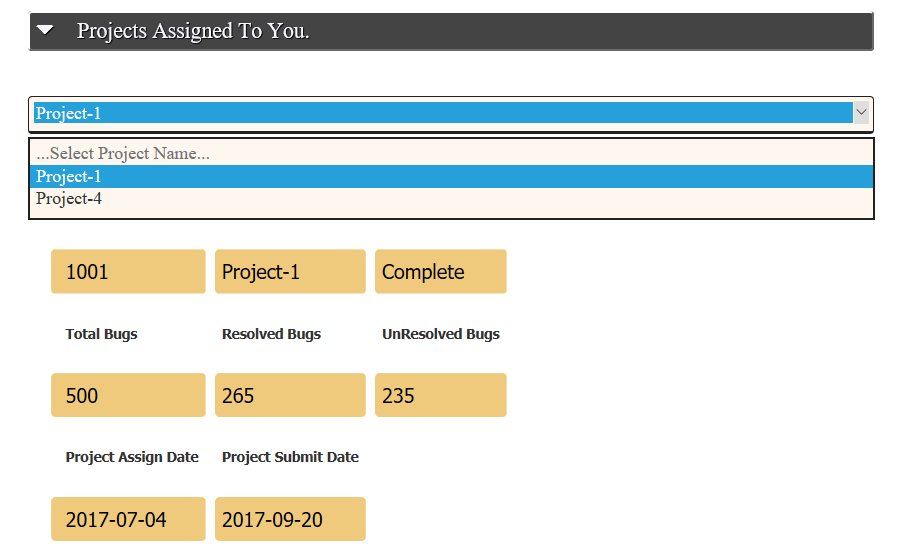 Projects Assigned To You.
Project-1
...Select Project Name...
Project-1
Project-4
1001 Project-1 Complete
Total Bugs Resolved Bugs UnResolved Bugs
500 265 235
Project Assign Date Project Submit Date
2017-07-04 2017-09-20